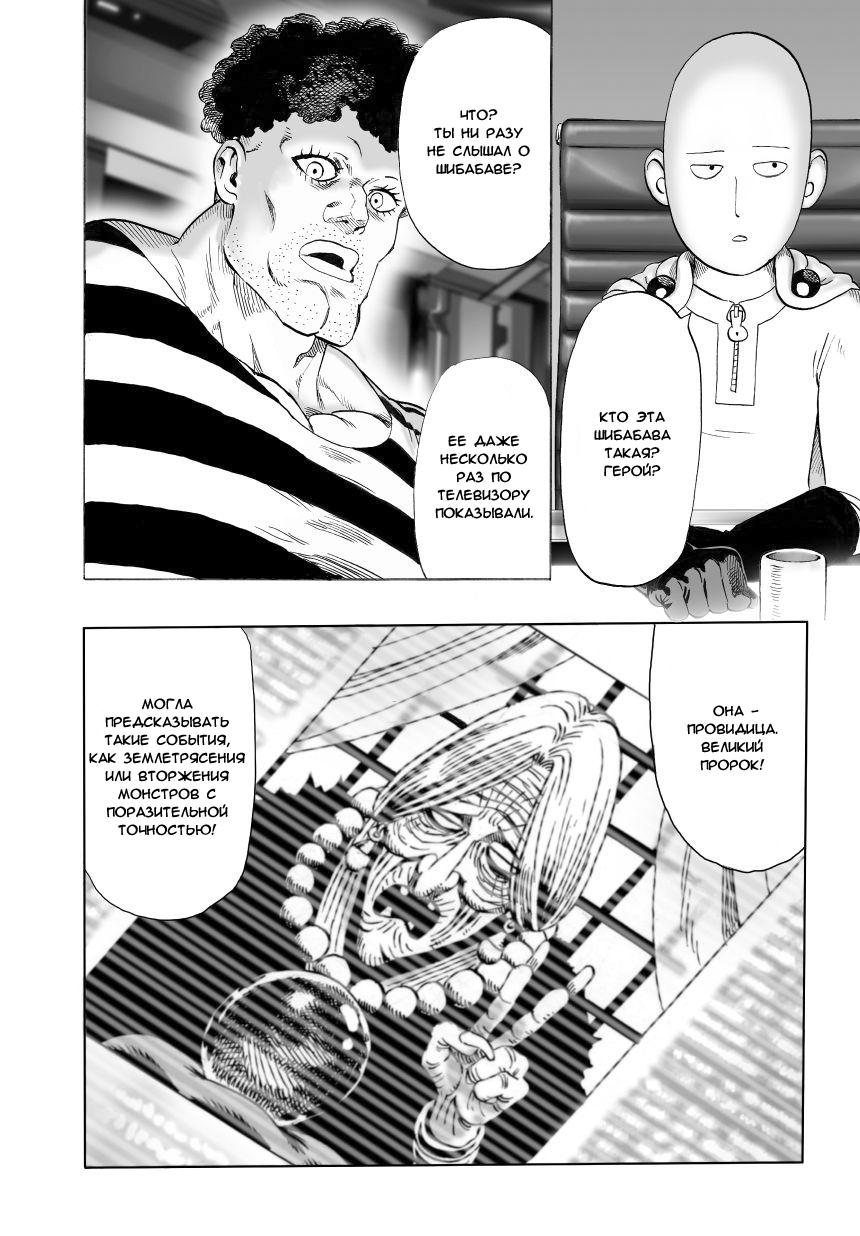 КТО ЭТА
ШИБАБАВА
ТАКАЯ?
ГЕРОЙ?
ЧТО?
ТЫ НИ РАЗУ
НЕ СЛЫШАЛ О
ШИБАБАВЕ?
ЕЕ ДАЖЕ
НЕСКОЛЬКО
РАЗ ПО
ТЕЛЕВИЗОРУ
ПОКАЗЫВАЛИ.
ОНА -
ПРОВИДИЦА.
ВЕЛИКИЙ
ПРОРОК!
МОГЛА
ПРЕДСКАЗЫВАТЬ
ТАКИЕ СОБЫТИЯ,
КАК ЗЕМЛЕТРЯСЕНИЯ
ИЛИ ВТОРЖЕНИЯ
МОНСТРОВ С
ПОРАЗИТЕЛЬНОЙ
ТОЧНОСТЬЮ!